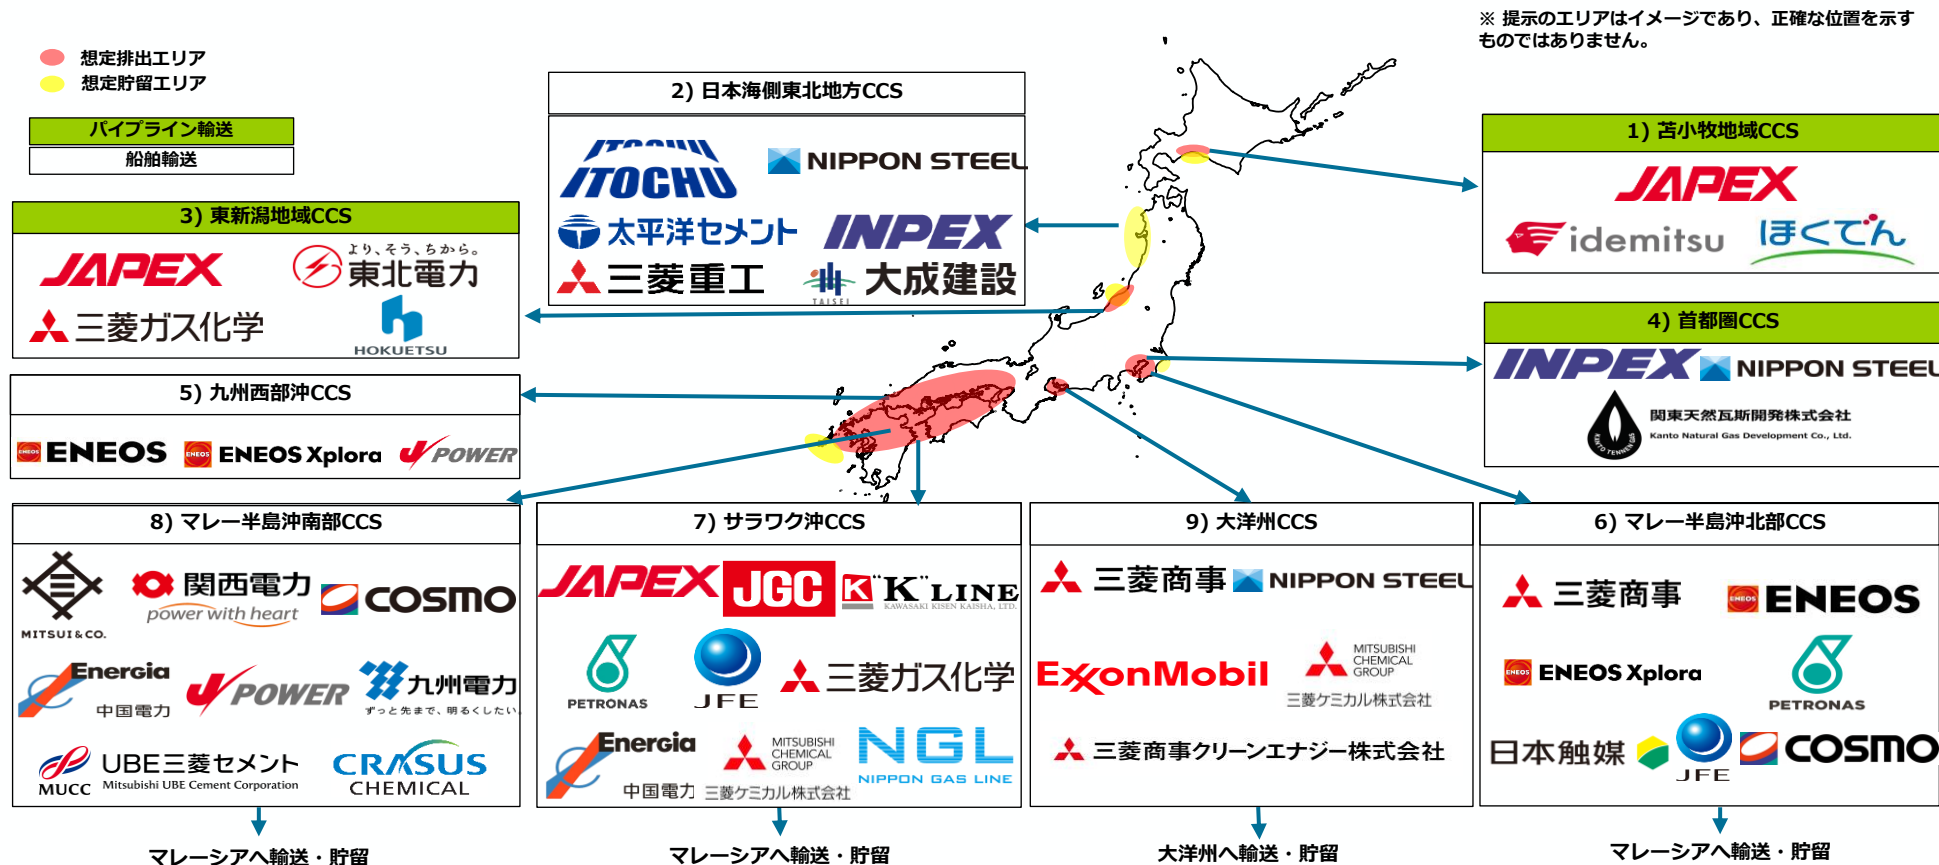 ※ 提示のエリアはイメージであり、正確な位置を示す
ものではありません。
想定排出エリア
想定貯留エリア
パイプライン輸送
船舶輸送
2) 日本海側東北地方CCS
ITOCHU
ITOCHU
NIPPON STEEL
太平洋セメント
INPEX
三菱重工
TAISEI
大成建設
1) 苫小牧地域CCS
JAPEX
idemitsu
ほくでん
3) 東新潟地域CCS
JAPEX
より、そう、ちから。
東北電力
三菱ガス化学
HOKUETSU
4) 首都圏CCS
INPEX
NIPPON STEEL
KANTO TENNEN GAS
関東天然瓦斯開発株式会社
Kanto Natural Gas Development Co., Ltd.
5) 九州西部沖CCS
ENEOS
ENEOS
ENEOS
ENEOS Xplora
J POWER
8) マレー半島沖南部CCS
MITSUI & CO.
関西電力
power with heart
COSMO
Energia
中国電力
J POWER
九州電力
ずっと先まで、明るくしたい。
MUCC
UBE三菱セメント
Mitsubishi UBE Cement Corporation
CRASUS
CHEMICAL
マレーシアへ輸送・貯留
7) サラワク沖CCS
JAPEX
JGC
K
"K" LINE
KAWASAKI KISEN KAISHA, LTD.
PETRONAS
JFE
三菱ガス化学
Energia
中国電力
MITSUBISHI
CHEMICAL
GROUP
三菱ケミカル株式会社
NGL
NIPPON GAS LINE
マレーシアへ輸送・貯留
9) 大洋州CCS
三菱商事
NIPPON STEEL
ExxonMobil
MITSUBISHI
CHEMICAL
GROUP
三菱ケミカル株式会社
三菱商事クリーンエナジー株式会社
大洋州へ輸送・貯留
6) マレー半島沖北部CCS
三菱商事
ENEOS
ENEOS
ENEOS
ENEOS Xplora
PETRONAS
日本触媒
JFE
COSMO
マレーシアへ輸送・貯留